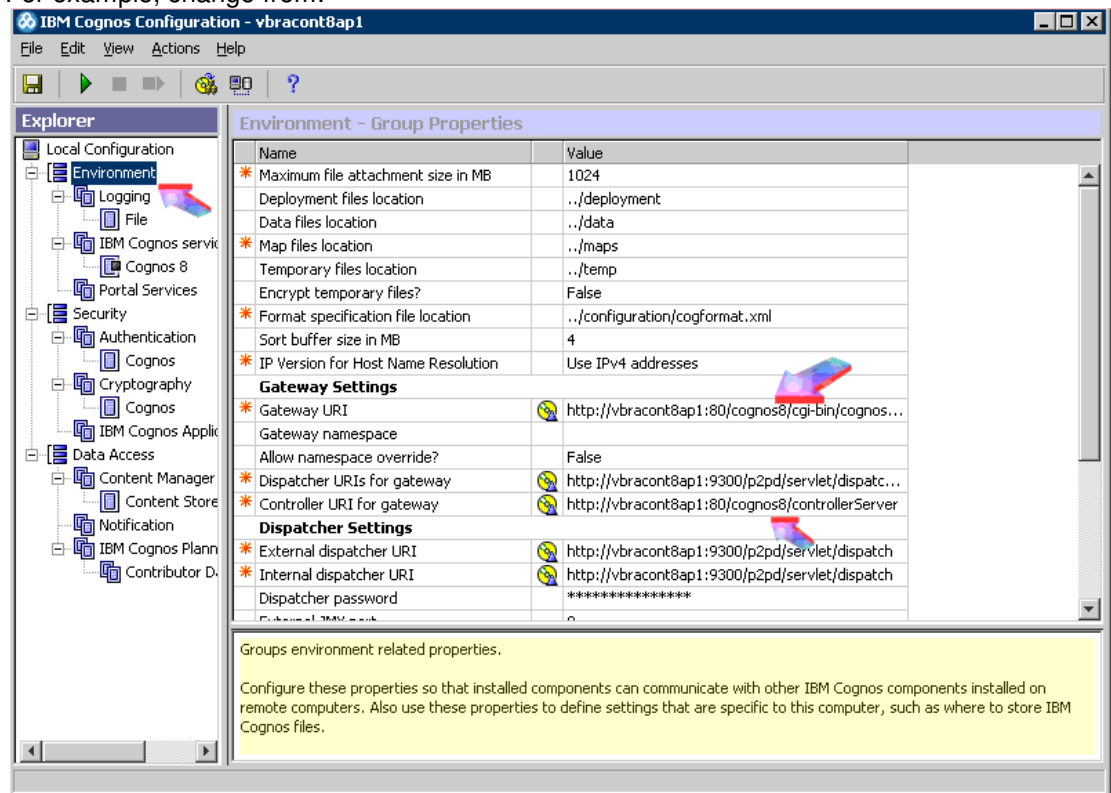 For example, change from:
IBM Cognos Configuration - vbracont8ap1
File Edit View Actions Help
Explorer
Local Configuration
Environment
Logging
File
IBM Cognos servic
Cognos 8
Portal Services
Security
Authentication
Cognos
Cryptography
Cognos
IBM Cognos Applic
Data Access
Content Manager
Content Store
Notification
IBM Cognos Plann
Contributor D
Environment - Group Properties
Name Value
* Maximum file attachment size in MB 1024
Deployment files location ../deployment
Data files location ../data
* Map files location ../maps
Temporary files location ../temp
Encrypt temporary files? False
* Format specification file location ../configuration/cogformat.xml
Sort buffer size in MB 4
* IP Version for Host Name Resolution Use IPv4 addresses
Gateway Settings
* Gateway URI http://vbracont8ap1:80/cognos8/cgi-bin/cognos...
Gateway namespace
Allow namespace override? False
* Dispatcher URIs for gateway http://vbracont8ap1:9300/p2pd/servlet/dispatc...
* Controller URI for gateway http://vbracont8ap1:80/cognos8/controllerServer
Dispatcher Settings
* External dispatcher URI http://vbracont8ap1:9300/p2pd/servlet/dispatch
* Internal dispatcher URI http://vbracont8ap1:9300/p2pd/servlet/dispatch
Dispatcher password ***************
External JMX port 0
Groups environment related properties.
Configure these properties so that installed components can communicate with other IBM Cognos components installed on
remote computers. Also use these properties to define settings that are specific to this computer, such as where to store IBM
Cognos files.